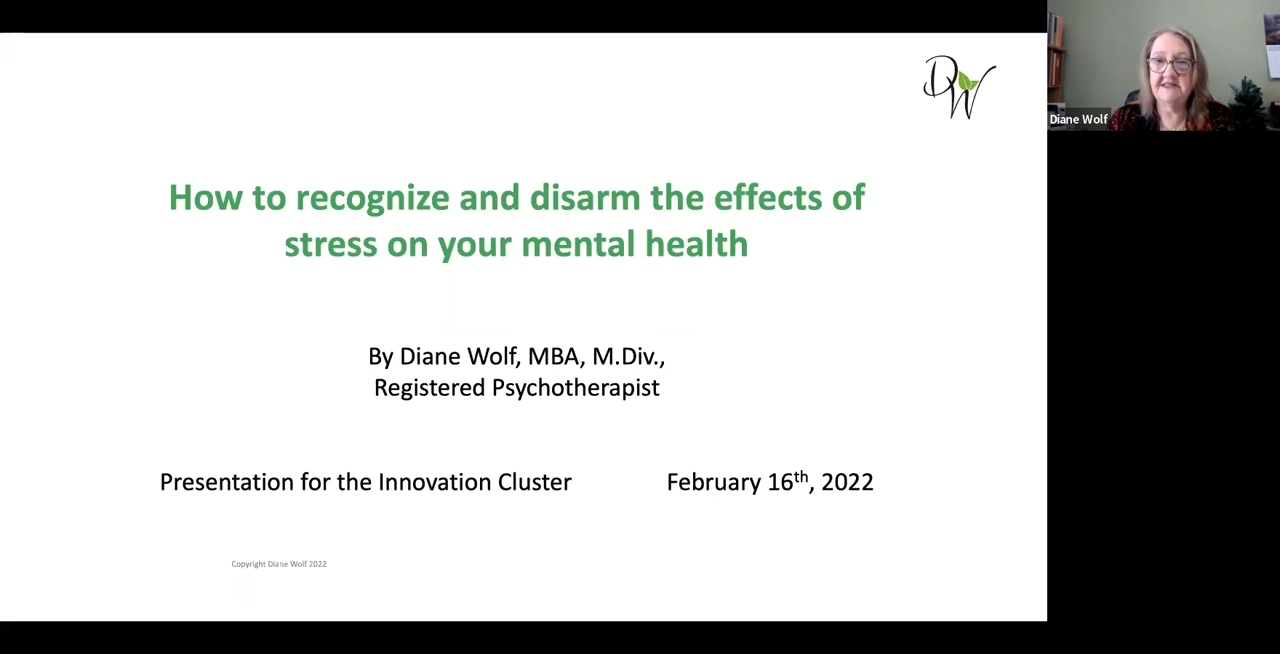 DW
How to recognize and disarm the effects of
stress on your mental health
By Diane Wolf, MBA, M.Div.,
Registered Psychotherapist
Presentation for the Innovation Cluster February 16th, 2022
Copyright Diane Wolf 2022
Diane Wolf